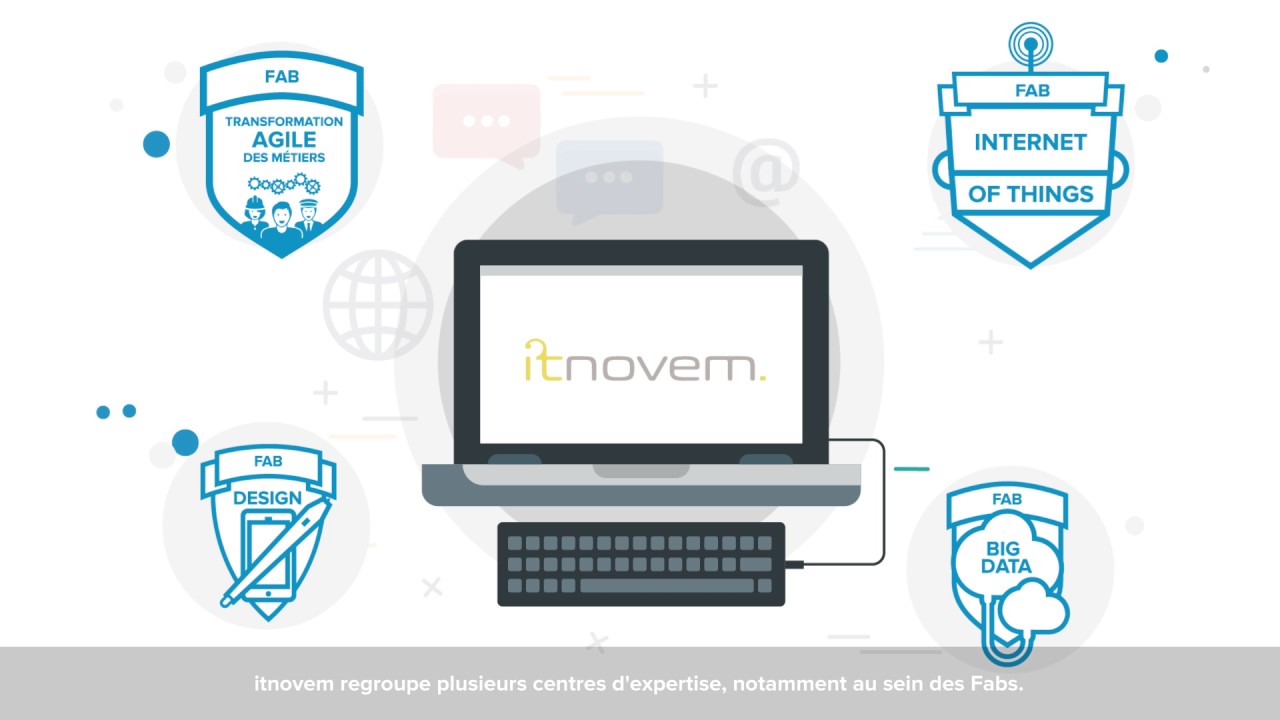 FAB
TRANSFORMATION
AGILE
DES MÉTIERS
FAB
INTERNET
OF THINGS
@
itnovem.
FAB
DESIGN
FAB
BIG
DATA
itnovem regroupe plusieurs centres d'expertise, notamment au sein des Fabs.